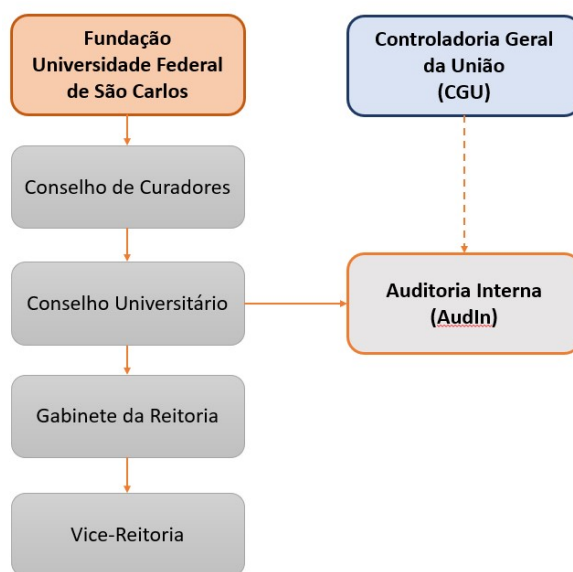 Fundação
Universidade Federal
de São Carlos
Controladoria Geral
da União
(CGU)
Conselho de Curadores
Conselho Universitário
Auditoria Interna
(AudIn)
Gabinete da Reitoria
Vice-Reitoria